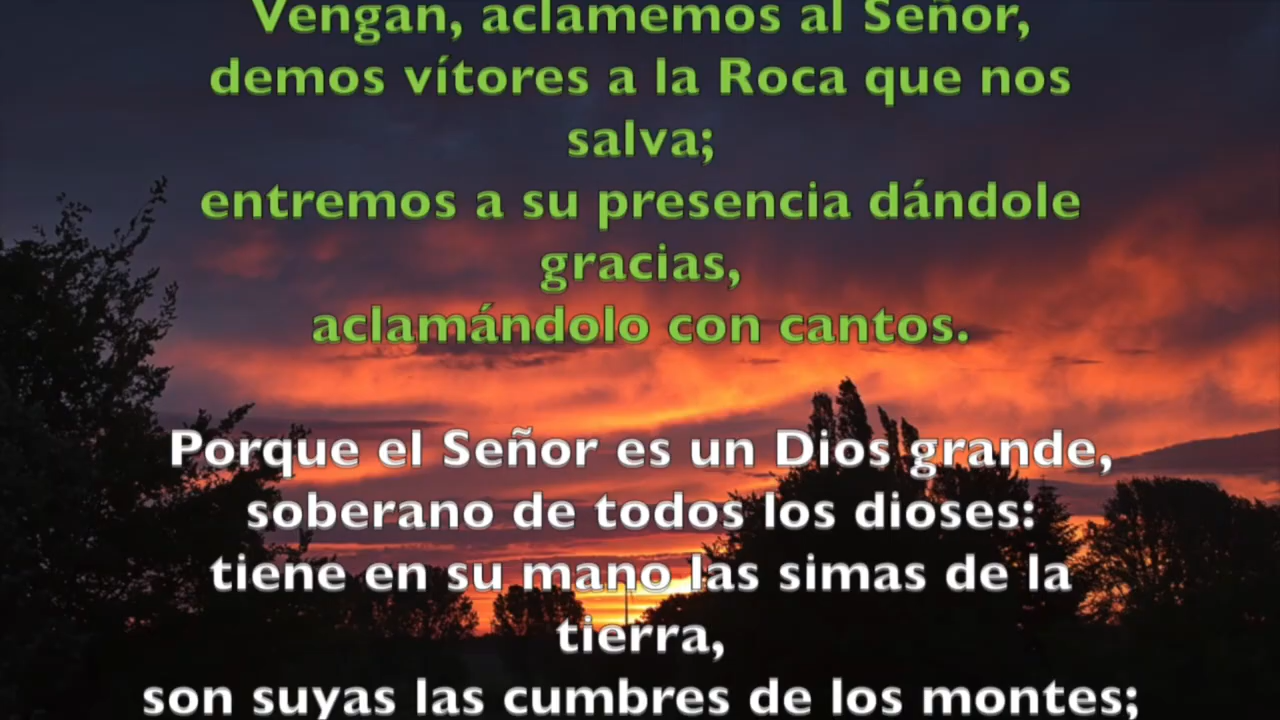 Vengan, aclamemos al Señor,
demos vítores a la Roca que nos
salva;
entremos a su presencia dándole
gracias,
aclamándolo con cantos.
Porque el Señor es un Dios grande,
soberano de todos los dioses:
tiene en su mano las simas de la
tierra,
son suyas las cumbres de los montes;